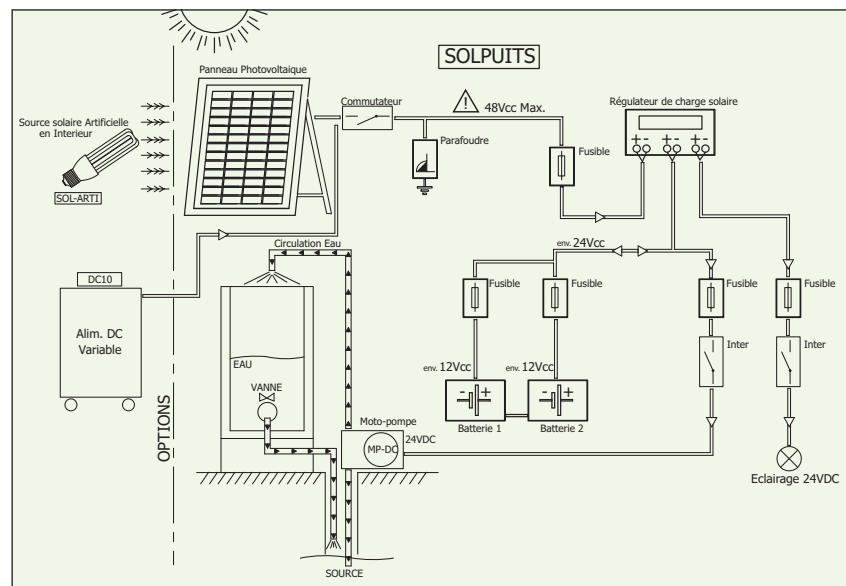 SOLPUITS
Panneau Photovoltaique
Commutateur
48Vcc Max.
Régulateur de charge solaire
Source solaire Artificielle
en Interieur
SOL-ARTI
Parafoudre
Fusible
+- +- +-
Circulation Eau
env. 24Vcc
DC10
Alim. DC
Variable
Fusible
Fusible
Fusible
Fusible
Inter
Inter
EAU
VANNE
env. 12Vcc
env. 12Vcc
- +
- +
Batterie 1
Batterie 2
Moto-pompe
24VDC
MP-DC
OPTIONS
Eclairage 24VDC
SOURCE